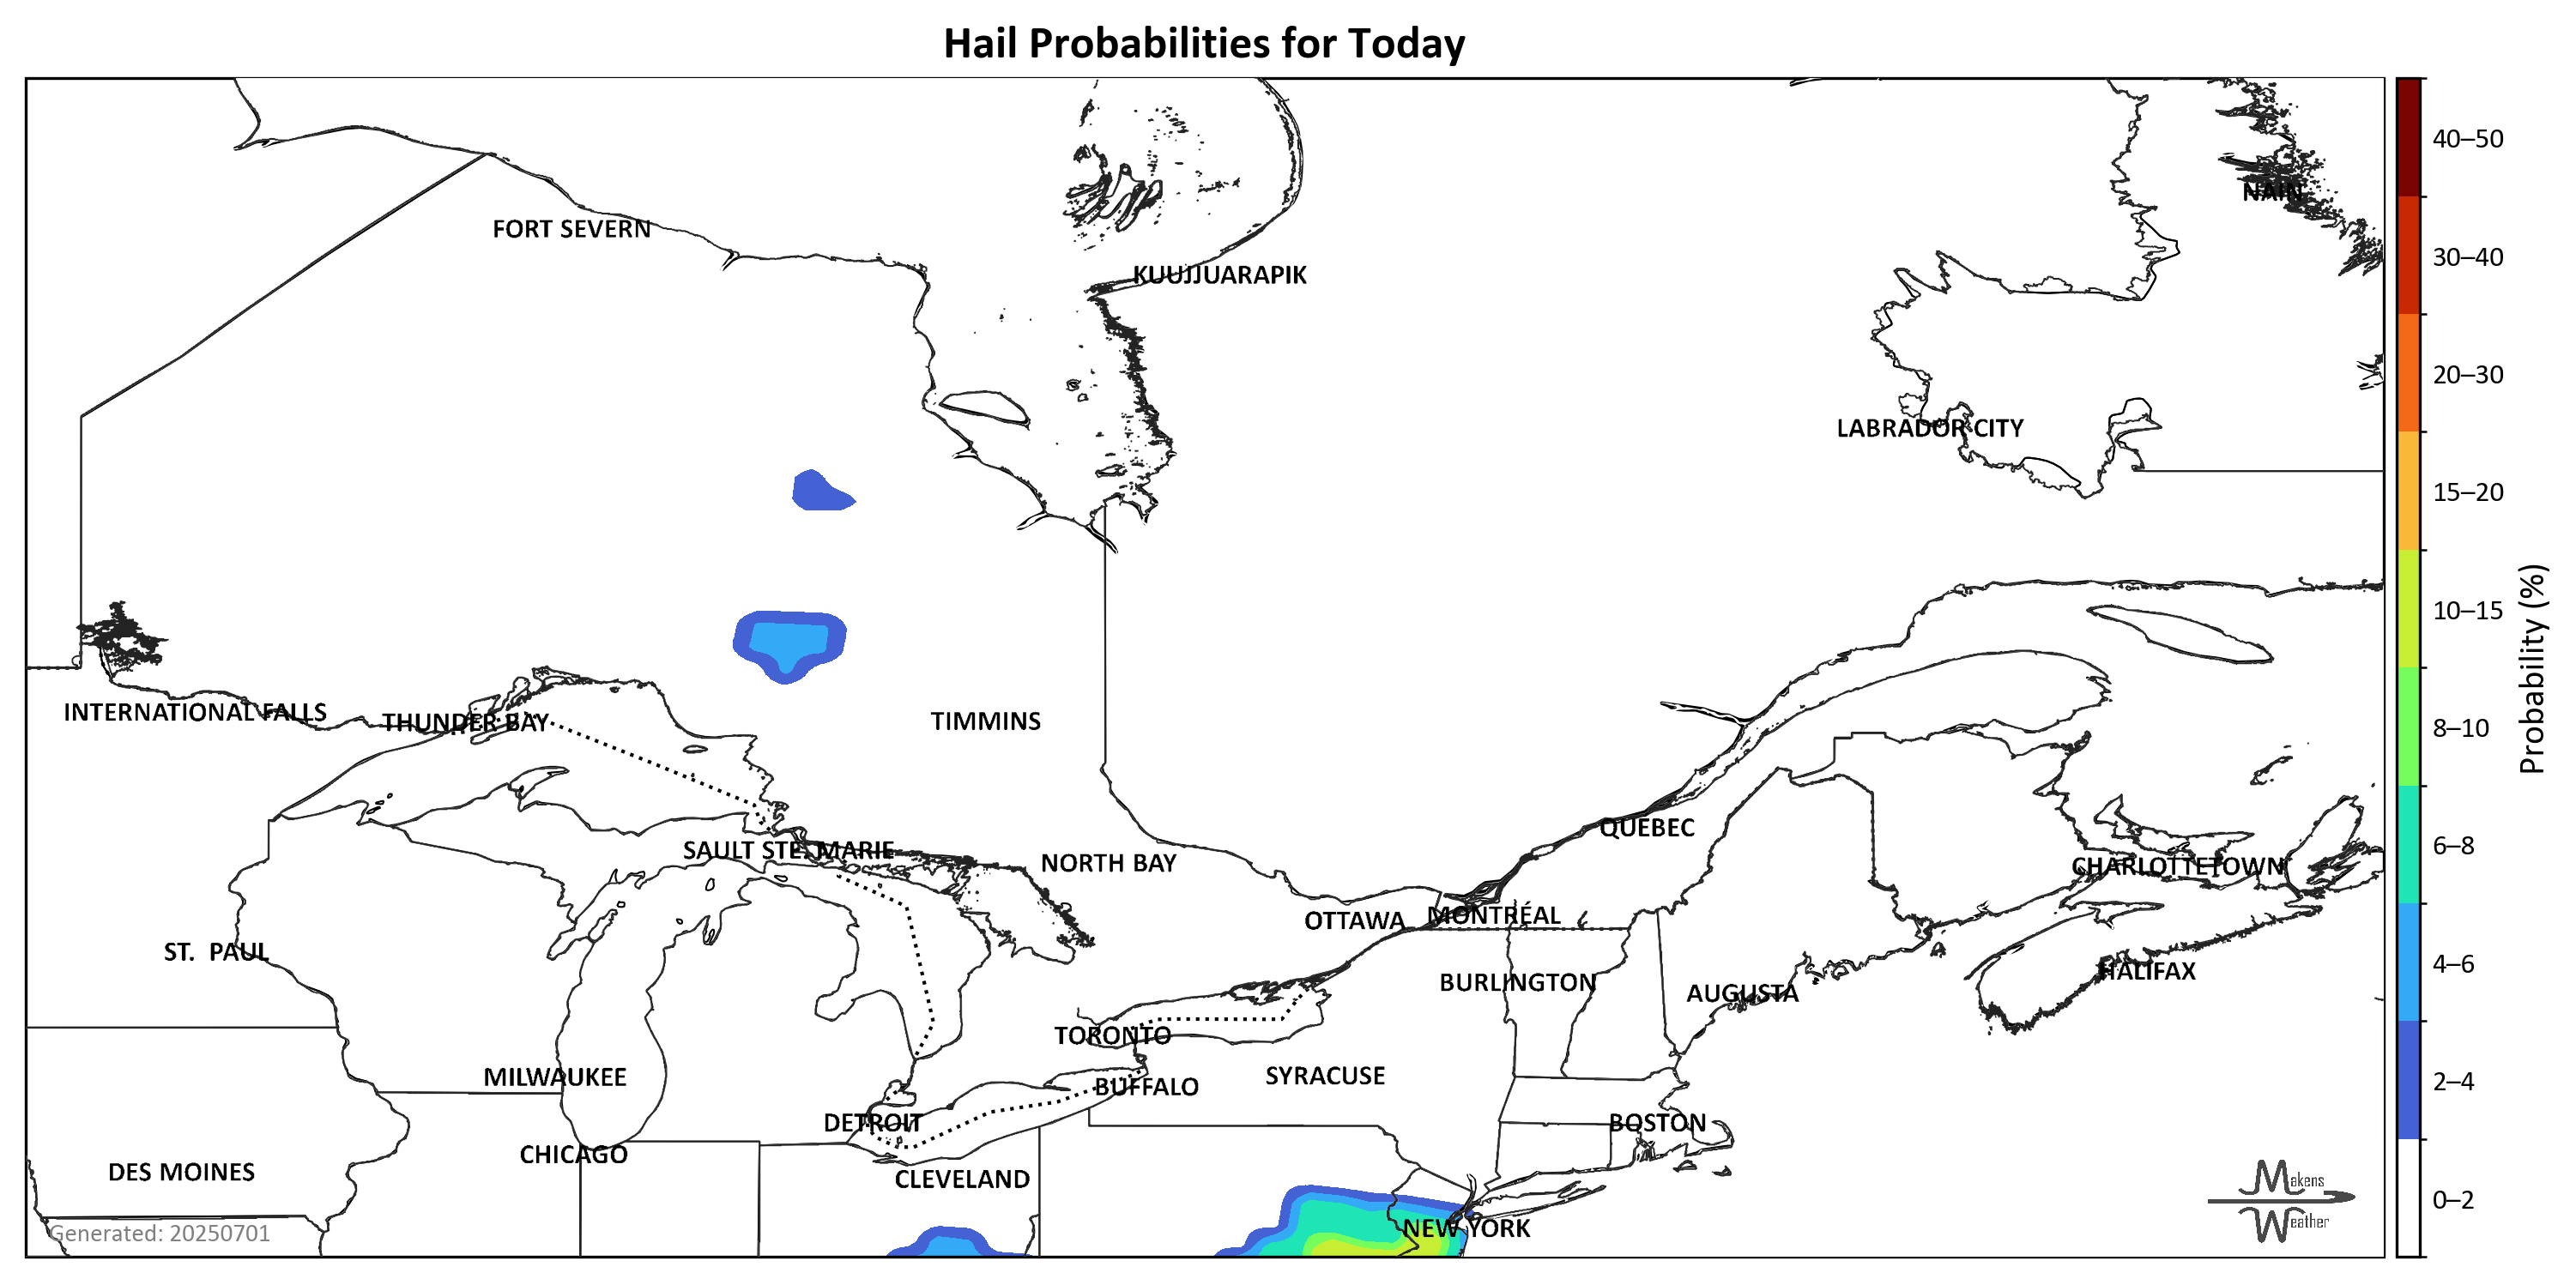 Hail Probabilities for Today
NAIN
FORT SEVERN
KUUJJUARAPIK
LABRADOR CITY
INTERNATIONAL FALLS
THUNDER BAY
TIMMINS
QUÉBEC
SAULT STE. MARIE
NORTH BAY
CHARLOTTETOWN
OTTAWA
MONTRÉAL
ST. PAUL
HALIFAX
BURLINGTON
AUGUSTA
TORONTO
MILWAUKEE
BUFFALO
SYRACUSE
DETROIT
BOSTON
CHICAGO
DES MOINES
CLEVELAND
NEW YORK
Generated: 20250701
Makens
Weather
40–50
30–40
20–30
15–20
10–15
8–10
6–8
4–6
2–4
0–2
Probability (%)